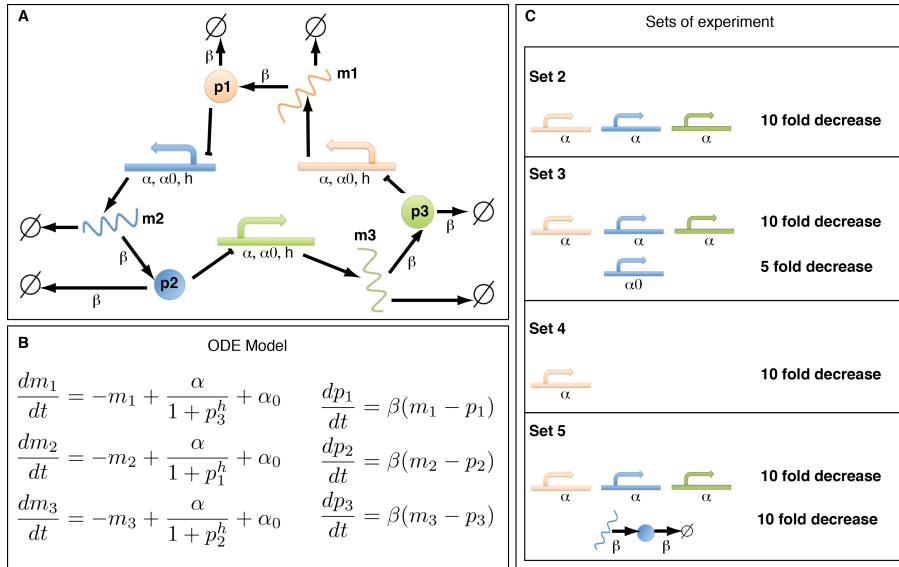 A
∅
∅
β
β
p1
m1
α, α0, h
α, α0, h
∅
m2
p3
∅
β
β
α, α0, h
m3
β
∅
p2
β
∅
B
ODE Model
dm₁/dt = −m₁ + α/(1 + p₃ʰ) + α₀
dp₁/dt = β(m₁ − p₁)
dm₂/dt = −m₂ + α/(1 + p₁ʰ) + α₀
dp₂/dt = β(m₂ − p₂)
dm₃/dt = −m₃ + α/(1 + p₂ʰ) + α₀
dp₃/dt = β(m₃ − p₃)
C
Sets of experiment
Set 2
10 fold decrease
α α α
Set 3
10 fold decrease
α α α
5 fold decrease
α0
Set 4
10 fold decrease
α
Set 5
10 fold decrease
α α α
10 fold decrease
∅
β β